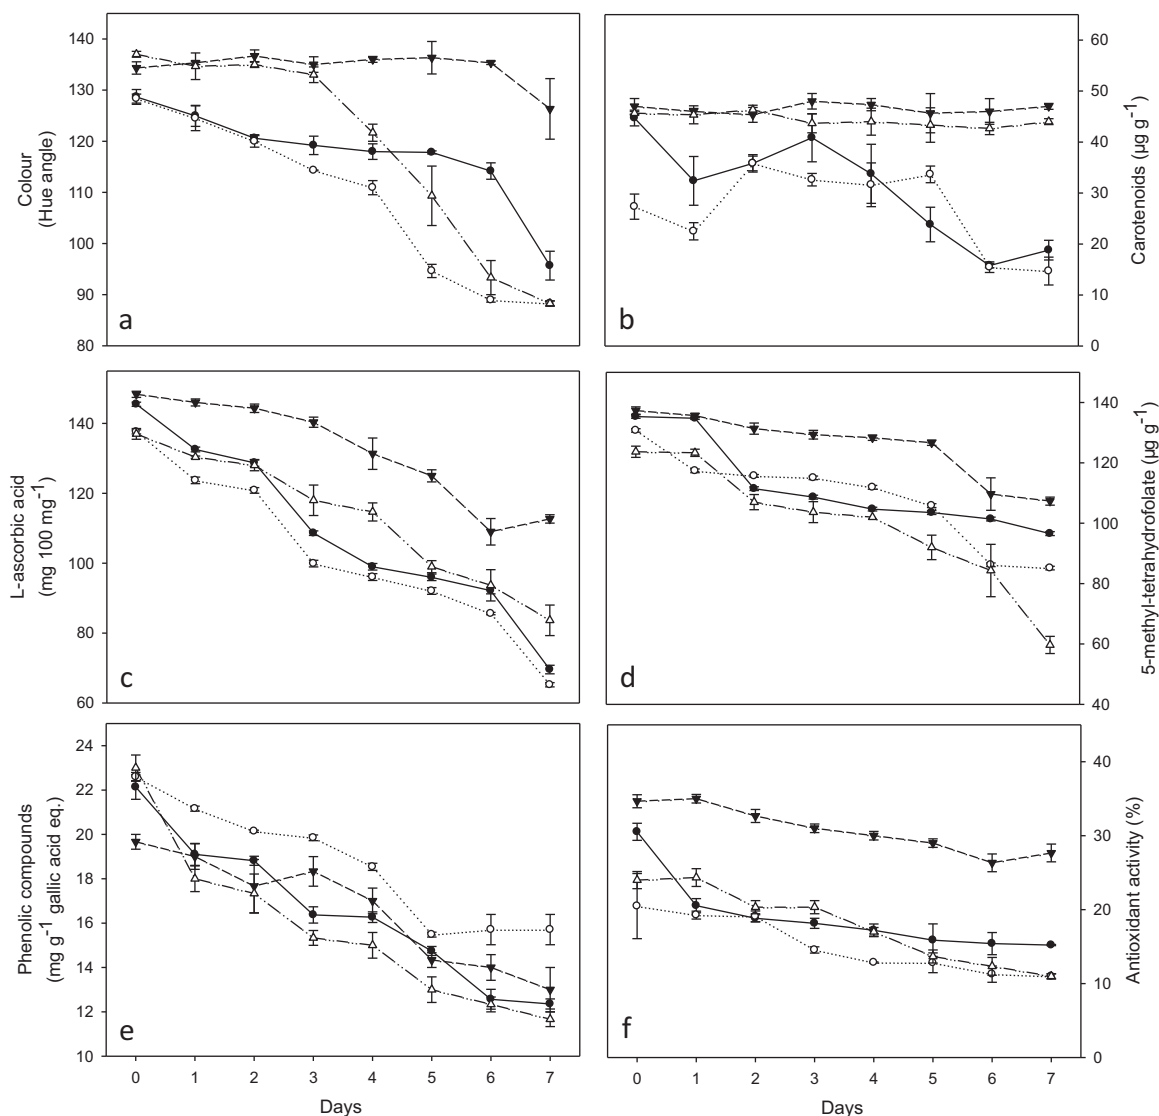 140
130
120
110
100
90
80
Colour
(Hue angle)
a
60
50
40
30
20
10
0
Carotenoids (µg g⁻¹)
b
140
120
100
80
60
L-ascorbic acid
(mg 100 mg⁻¹)
c
140
120
100
80
60
40
5-methyl-tetrahydrofolate (µg g⁻¹)
d
24
22
20
18
16
14
12
10
Phenolic compounds
(mg g⁻¹ gallic acid eq.)
e
0 1 2 3 4 5 6 7
Days
40
30
20
10
0
Antioxidant activity (%)
f
0 1 2 3 4 5 6 7
Days